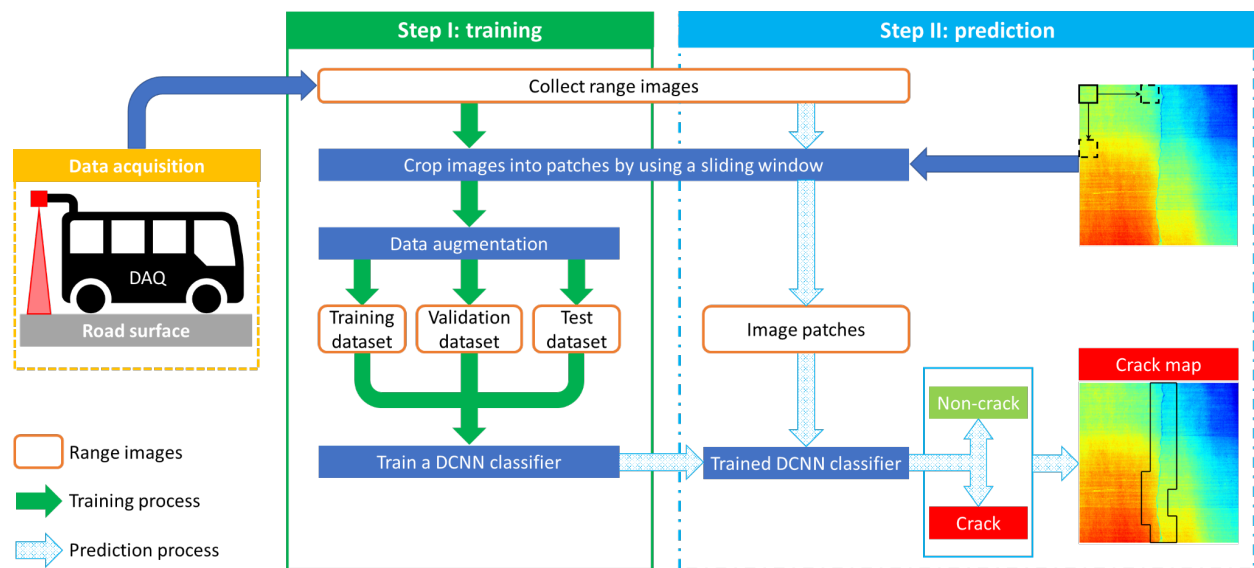 Step I: training
Step II: prediction
Collect range images
Data acquisition
Crop images into patches by using a sliding window
DAQ
Road surface
Data augmentation
Training
dataset
Validation
dataset
Test
dataset
Image patches
Crack map
Non-crack
Train a DCNN classifier
Trained DCNN classifier
Crack
Range images
Training process
Prediction process